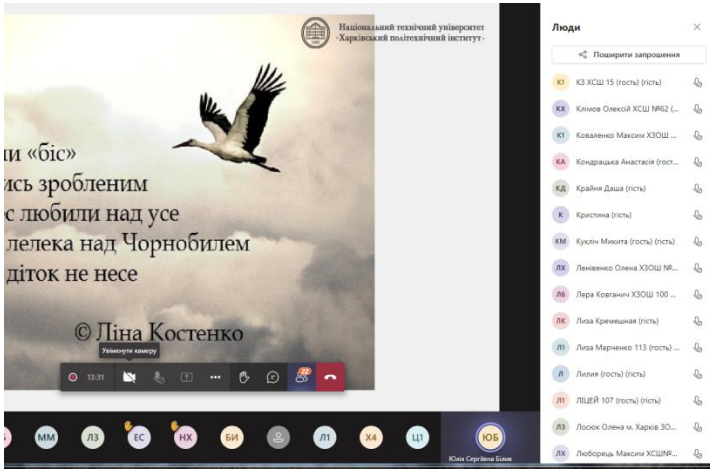 Національний технічний університет
«Харківський політехнічний інститут»
ли «біс»
ись зробленим
с любили над усе
лелека над Чорнобилем
діток не несе
© Ліна Костенко
Увімкнути камеру
13:31
22
ММ
ЛЗ
ЕС
НХ
БИ
Л1
Х4
Ц1
ЮБ
Юлія Сергіївна Білик
Люди
Поширити запрошення
К1 КЗ ХСШ 15 (гость) (гість)
КХ Клімов Олексій ХСШ №62 (...
К1 Коваленко Максим ХЗОШ ...
КА Кондрацька Анастасія (гост...
КД Крайня Даша (гість)
К Кристина (гість)
КМ Кукліч Микита (гость) (гість)
ЛХ Ленівенко Олена ХЗОШ №...
Л6 Лера Ковганич ХЗОШ 100 ...
ЛК Лиза Кремешная (гість)
Л1 Лиза Марченко 113 (гость) ...
Л Лилия (гость) (гість)
Л1 ЛІЦЕЙ 107 (гость) (гість)
ЛЗ Лосюк Олена м. Харків ЗО...
ЛХ Люборець Максим ХСШ№...